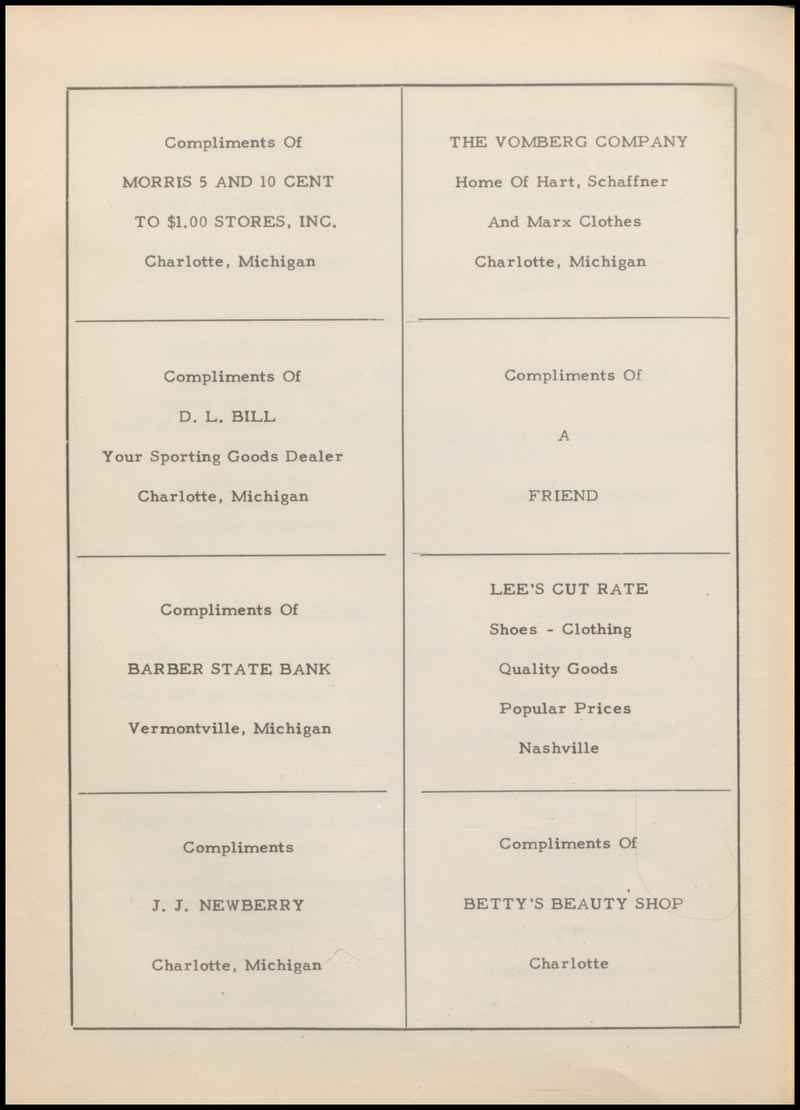 Compliments Of
MORRIS 5 AND 10 CENT
TO $1.00 STORES, INC.
Charlotte, Michigan
THE VOMBERG COMPANY
Home Of Hart, Schaffner
And Marx Clothes
Charlotte, Michigan
Compliments Of
D. L. BILL
Your Sporting Goods Dealer
Charlotte, Michigan
Compliments Of
A
FRIEND
Compliments Of
BARBER STATE BANK
Vermontville, Michigan
LEE'S CUT RATE
Shoes - Clothing
Quality Goods
Popular Prices
Nashville
Compliments
J. J. NEWBERRY
Charlotte, Michigan
Compliments Of
BETTY'S BEAUTY SHOP
Charlotte